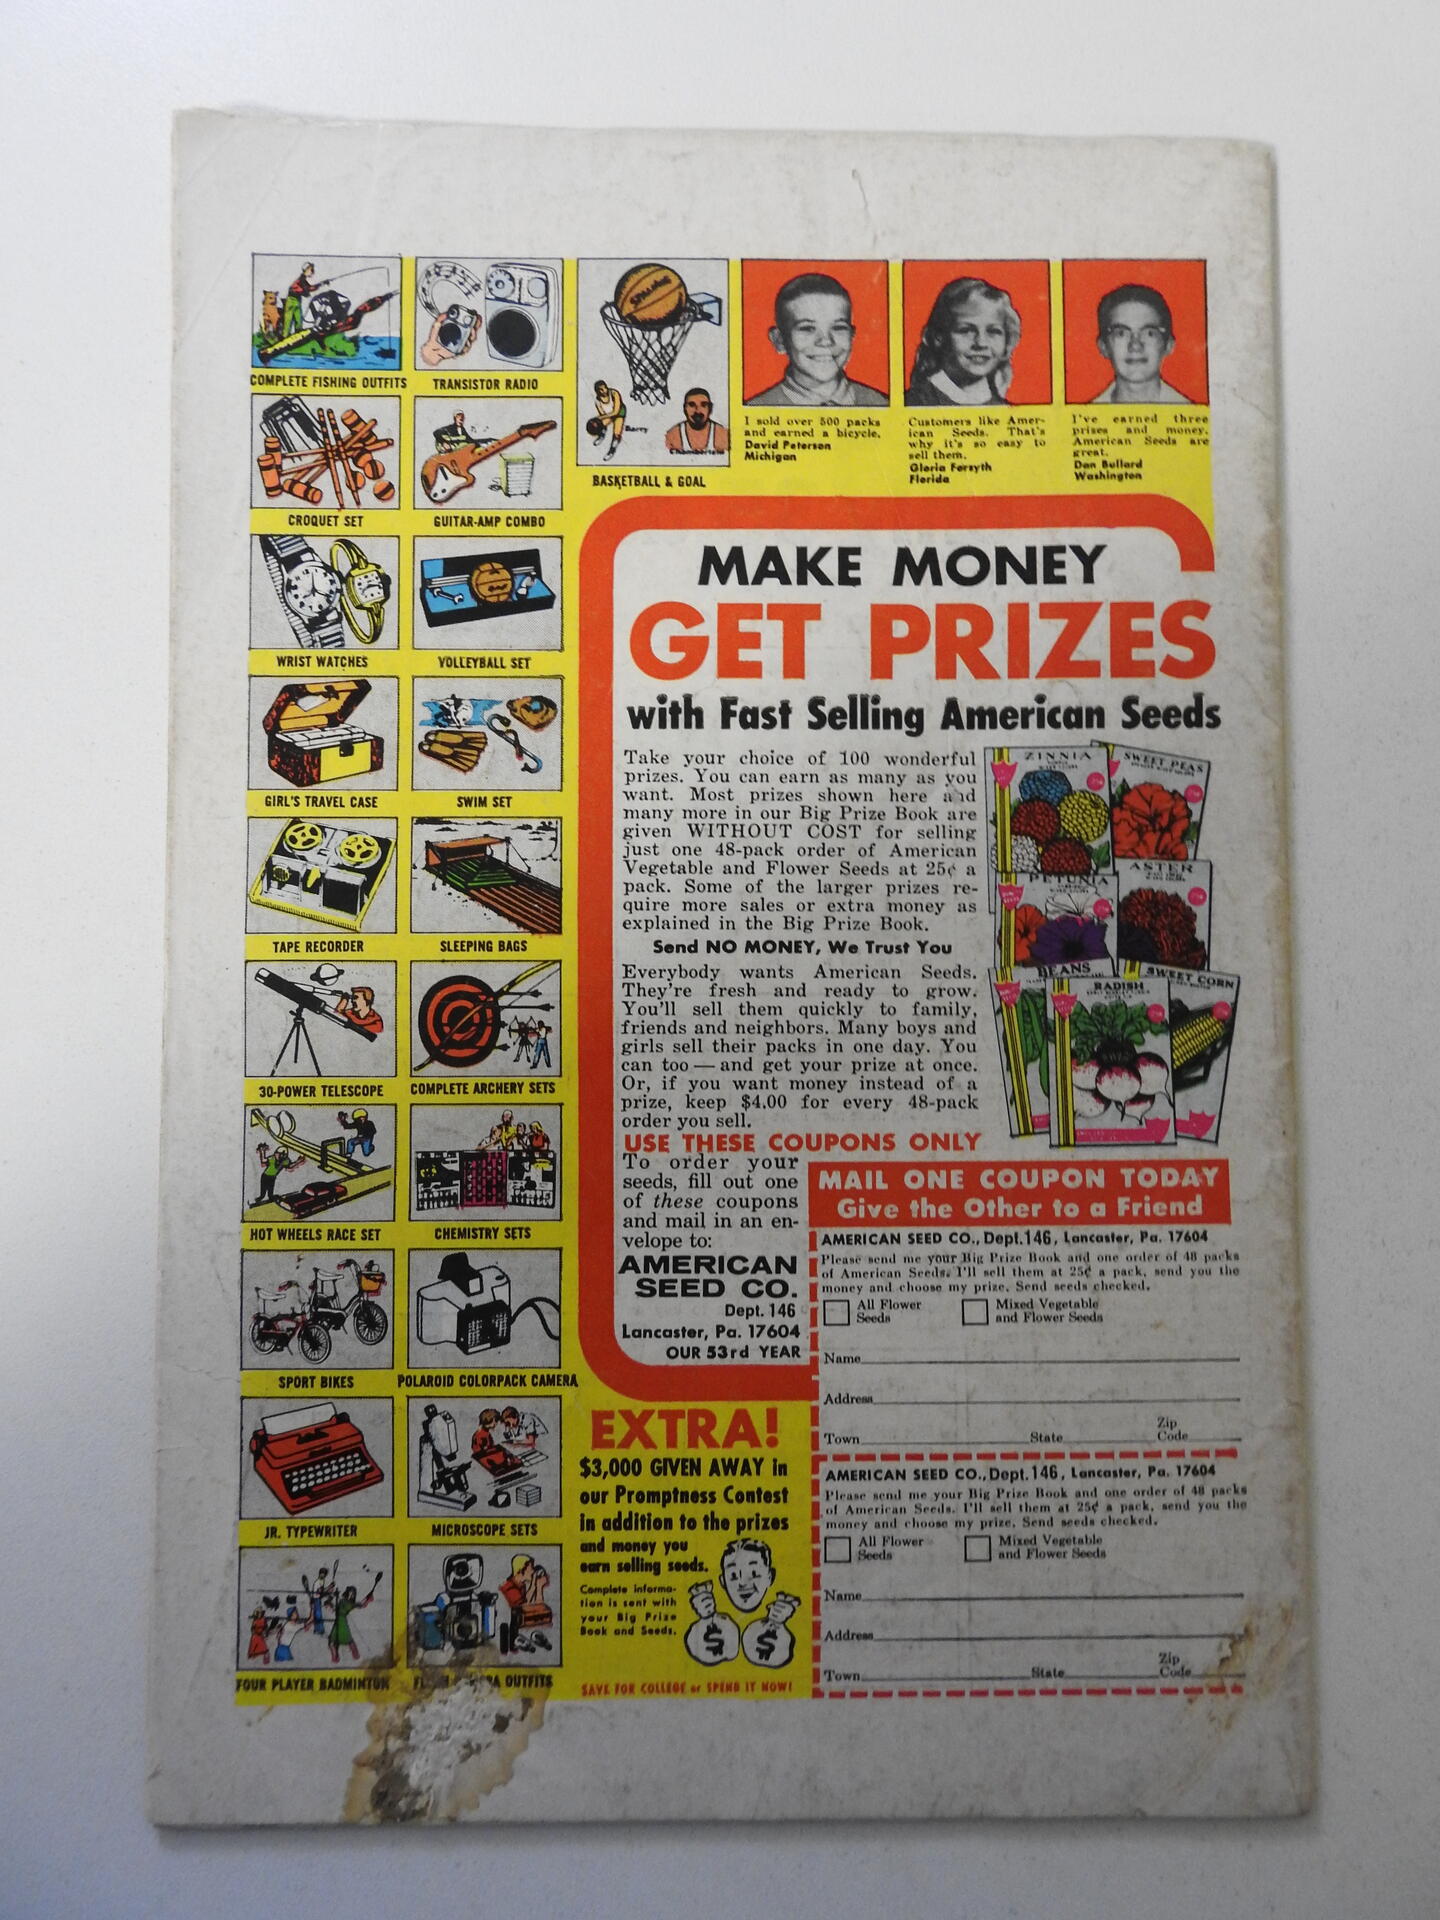 COMPLETE FISHING OUTFITS
TRANSISTOR RADIO
CROQUET SET
GUITAR-AMP COMBO
WRIST WATCHES
VOLLEYBALL SET
GIRL'S TRAVEL CASE
SWIM SET
TAPE RECORDER
SLEEPING BAGS
30-POWER TELESCOPE
COMPLETE ARCHERY SETS
HOT WHEELS RACE SET
CHEMISTRY SETS
SPORT BIKES
POLAROID COLORPACK CAMERA
JR. TYPEWRITER
MICROSCOPE SETS
FOUR PLAYER BADMINTON
OUTFITS
SPALDING
Barry
Chamberlain
BASKETBALL & GOAL
I sold over 500 packs
and earned a bicycle.
David Peterson
Michigan
Customers like Amer-
ican Seeds. That's
why it's so easy to
sell them.
Gloria Forsyth
Florida
I've earned three
prizes and money.
American Seeds are
great.
Dan Bullard
Washington
MAKE MONEY
GET PRIZES
with Fast Selling American Seeds
Take your choice of 100 wonderful
prizes. You can earn as many as you
want. Most prizes shown here and
many more in our Big Prize Book are
given WITHOUT COST for selling
just one 48-pack order of American
Vegetable and Flower Seeds at 25¢ a
pack. Some of the larger prizes re-
quire more sales or extra money as
explained in the Big Prize Book.
Send NO MONEY, We Trust You
Everybody wants American Seeds.
They're fresh and ready to grow.
You'll sell them quickly to family,
friends and neighbors. Many boys and
girls sell their packs in one day. You
can too — and get your prize at once.
Or, if you want money instead of a
prize, keep $4.00 for every 48-pack
order you sell.
ZINNIA
SWEET PEAS
PETUNIA
ASTER
BEANS
RADISH
SWEET CORN
USE THESE COUPONS ONLY
To order your
seeds, fill out one
of these coupons
and mail in an en-
velope to:
AMERICAN
SEED CO.
Dept. 146
Lancaster, Pa. 17604
OUR 53rd YEAR
MAIL ONE COUPON TODAY
Give the Other to a Friend
AMERICAN SEED CO., Dept. 146, Lancaster, Pa. 17604
Please send me your Big Prize Book and one order of 48 packs
of American Seeds. I'll sell them at 25¢ a pack, send you the
money and choose my prize. Send seeds checked.
All Flower Seeds
Mixed Vegetable and Flower Seeds
Name
Address
Town State Zip Code
AMERICAN SEED CO., Dept. 146, Lancaster, Pa. 17604
Please send me your Big Prize Book and one order of 48 packs
of American Seeds. I'll sell them at 25¢ a pack, send you the
money and choose my prize. Send seeds checked.
All Flower Seeds
Mixed Vegetable and Flower Seeds
Name
Address
Town State Zip Code
EXTRA!
$3,000 GIVEN AWAY in
our Promptness Contest
in addition to the prizes
and money you
earn selling seeds.
Complete informa-
tion is sent with
your Big Prize
Book and Seeds.
$ $
SAVE FOR COLLEGE or SPEND IT NOW!